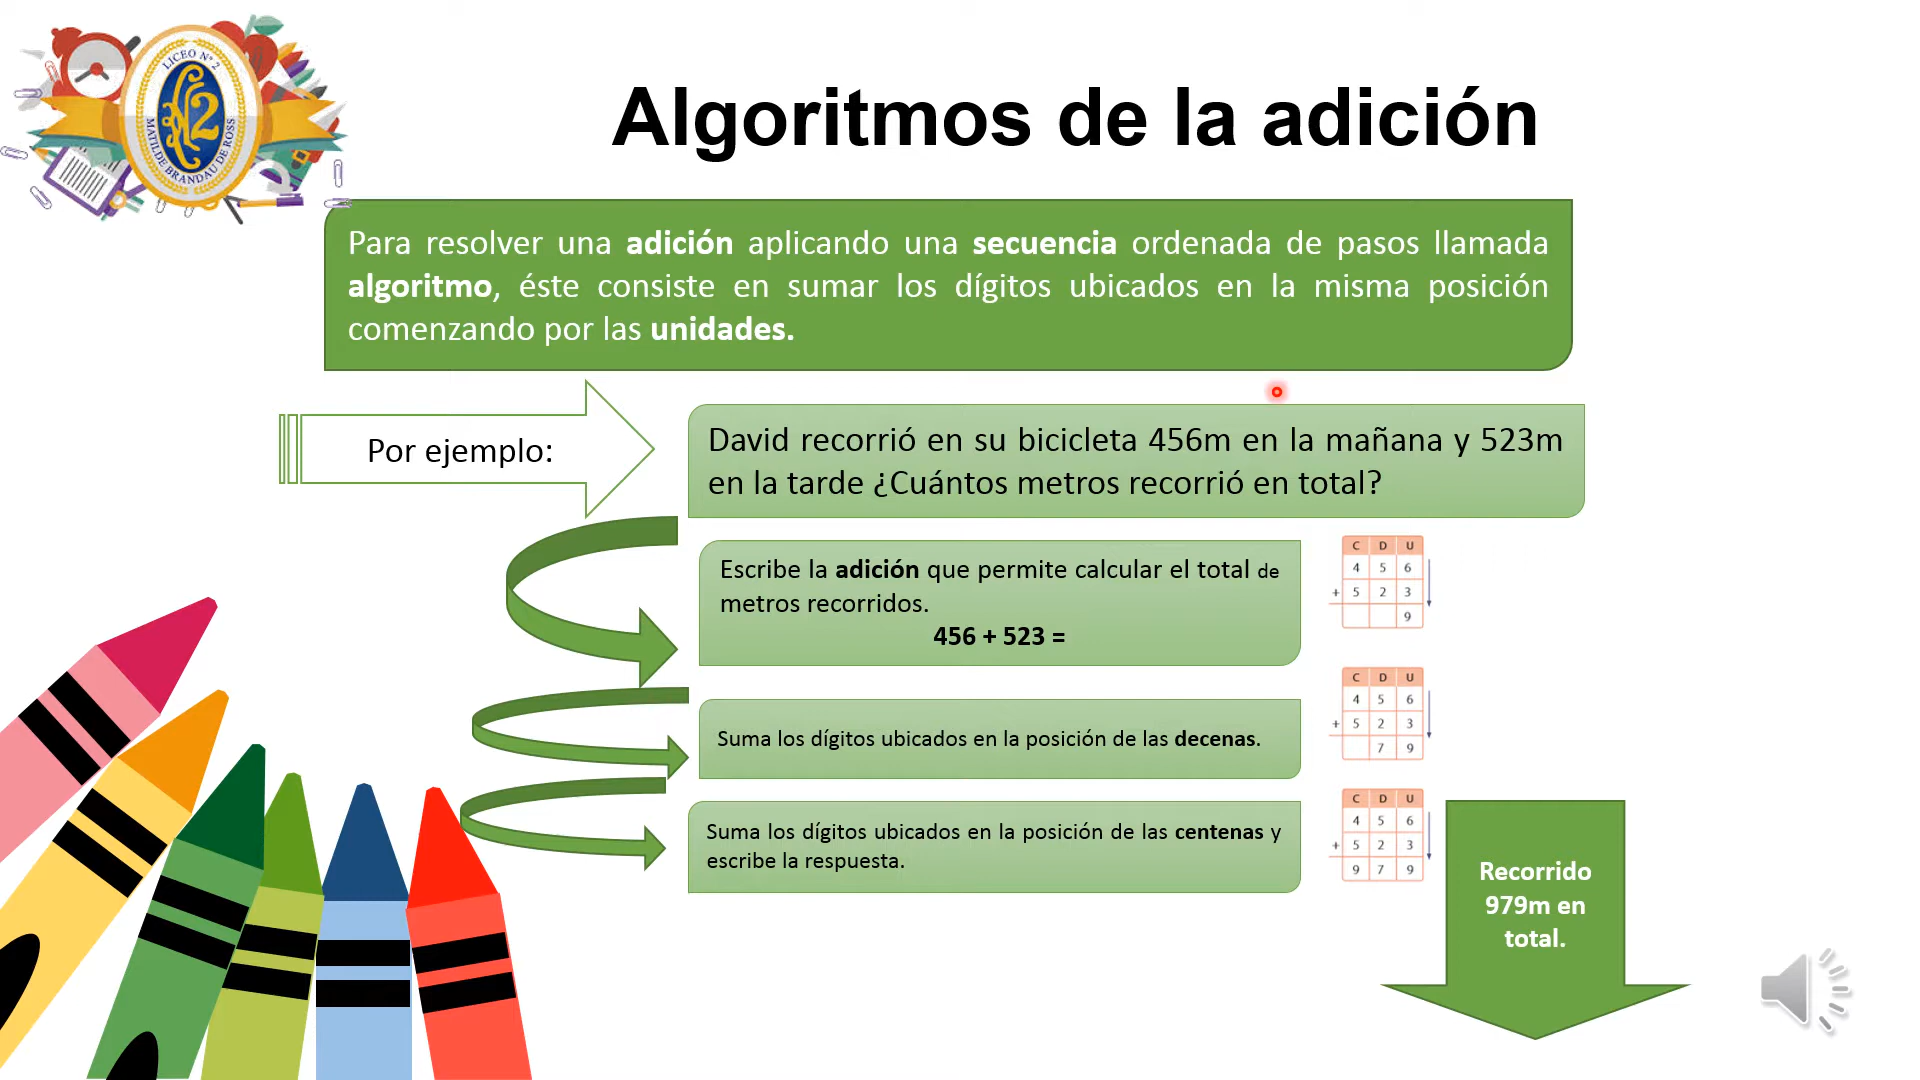 LICEO N° 2
MATILDE BRANDAU DE ROSS
Algoritmos de la adición
Para resolver una adición aplicando una secuencia ordenada de pasos llamada
algoritmo, éste consiste en sumar los dígitos ubicados en la misma posición
comenzando por las unidades.
Por ejemplo:
David recorrió en su bicicleta 456m en la mañana y 523m
en la tarde ¿Cuántos metros recorrió en total?
Escribe la adición que permite calcular el total de
metros recorridos.
456 + 523 =
C D U
4 5 6
+ 5 2 3
9
Suma los dígitos ubicados en la posición de las decenas.
C D U
4 5 6
+ 5 2 3
7 9
Suma los dígitos ubicados en la posición de las centenas y
escribe la respuesta.
C D U
4 5 6
+ 5 2 3
9 7 9
Recorrido
979m en
total.